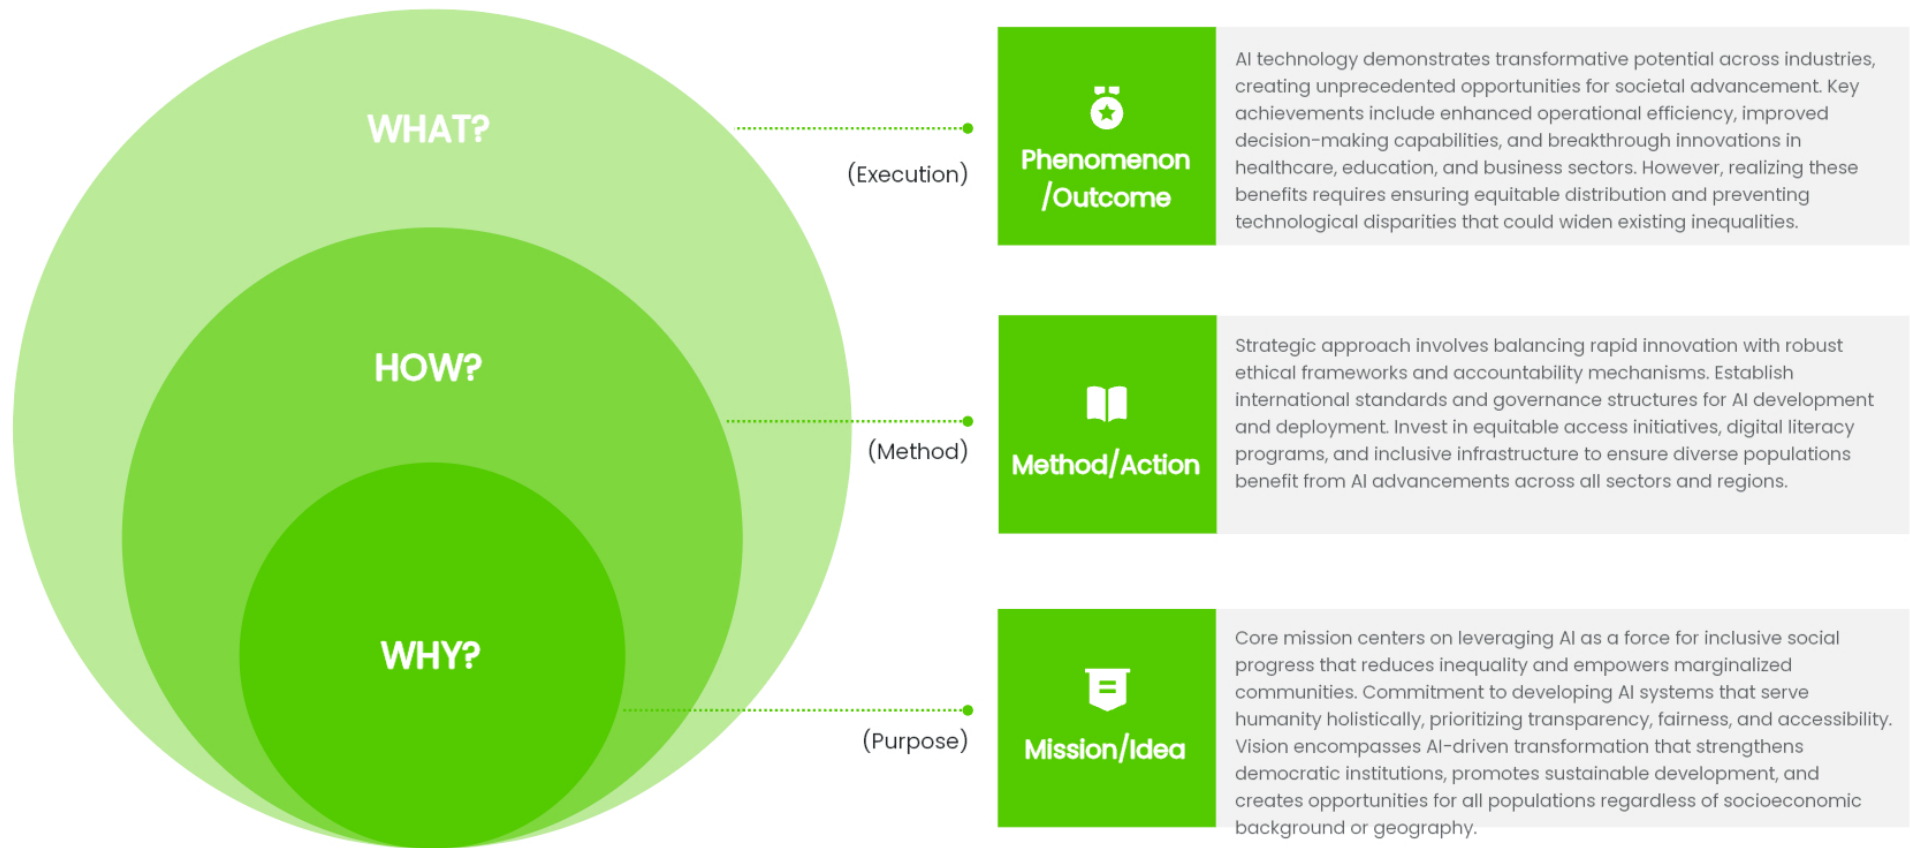 WHAT?
(Execution)
Phenomenon
/Outcome
AI technology demonstrates transformative potential across industries,
creating unprecedented opportunities for societal advancement. Key
achievements include enhanced operational efficiency, improved
decision-making capabilities, and breakthrough innovations in
healthcare, education, and business sectors. However, realizing these
benefits requires ensuring equitable distribution and preventing
technological disparities that could widen existing inequalities.
HOW?
(Method)
Method/Action
Strategic approach involves balancing rapid innovation with robust
ethical frameworks and accountability mechanisms. Establish
international standards and governance structures for AI development
and deployment. Invest in equitable access initiatives, digital literacy
programs, and inclusive infrastructure to ensure diverse populations
benefit from AI advancements across all sectors and regions.
WHY?
(Purpose)
Mission/Idea
Core mission centers on leveraging AI as a force for inclusive social
progress that reduces inequality and empowers marginalized
communities. Commitment to developing AI systems that serve
humanity holistically, prioritizing transparency, fairness, and accessibility.
Vision encompasses AI-driven transformation that strengthens
democratic institutions, promotes sustainable development, and
creates opportunities for all populations regardless of socioeconomic
background or geography.